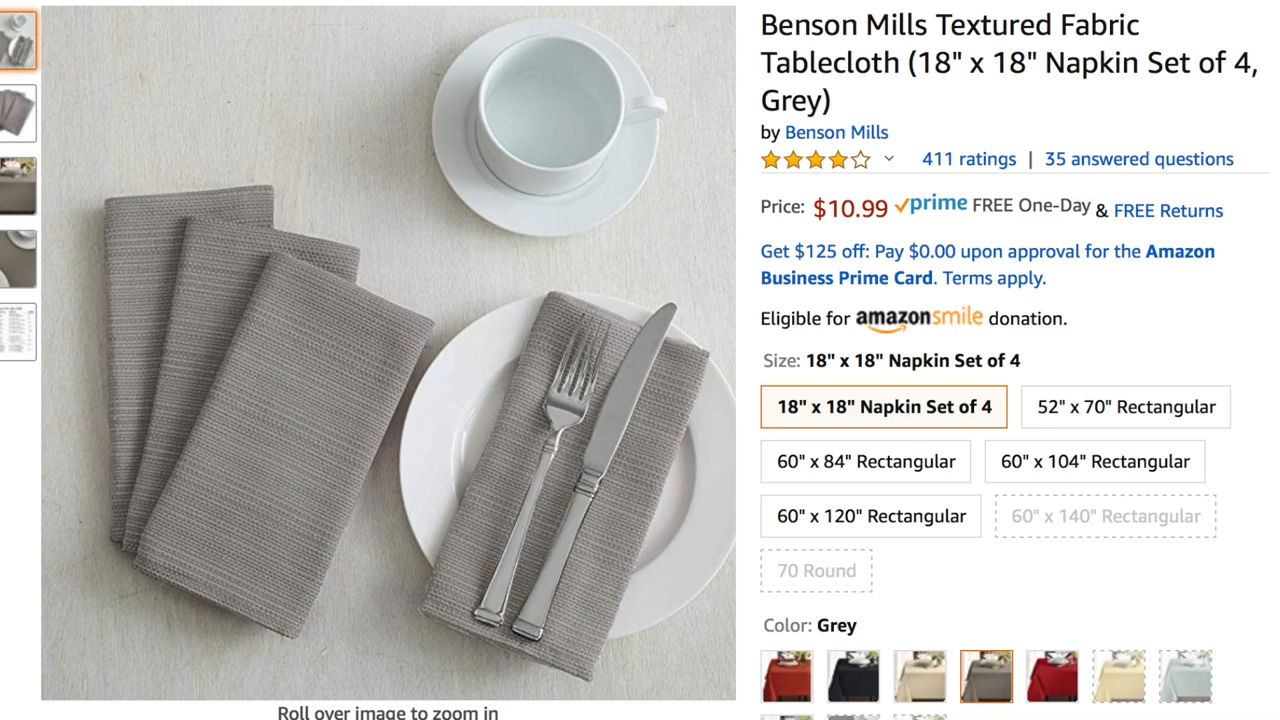 Benson Mills Textured Fabric
Tablecloth (18" x 18" Napkin Set of 4,
Grey)
by Benson Mills
411 ratings | 35 answered questions
Price: $10.99 prime FREE One-Day & FREE Returns
Get $125 off: Pay $0.00 upon approval for the Amazon
Business Prime Card. Terms apply.
Eligible for amazonsmile donation.
Size: 18" x 18" Napkin Set of 4
18" x 18" Napkin Set of 4 52" x 70" Rectangular
60" x 84" Rectangular 60" x 104" Rectangular
60" x 120" Rectangular 60" x 140" Rectangular
70 Round
Color: Grey
Roll over image to zoom in